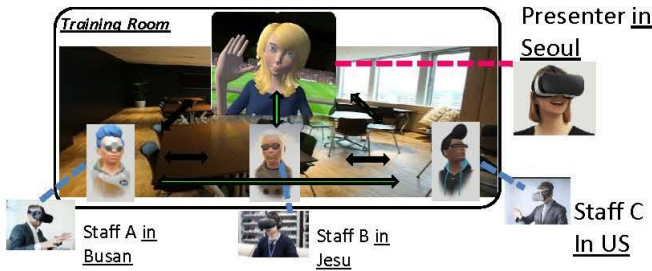 Training Room
Presenter in
Seoul
Staff A in
Busan
Staff B in
Jesu
Staff C
In US